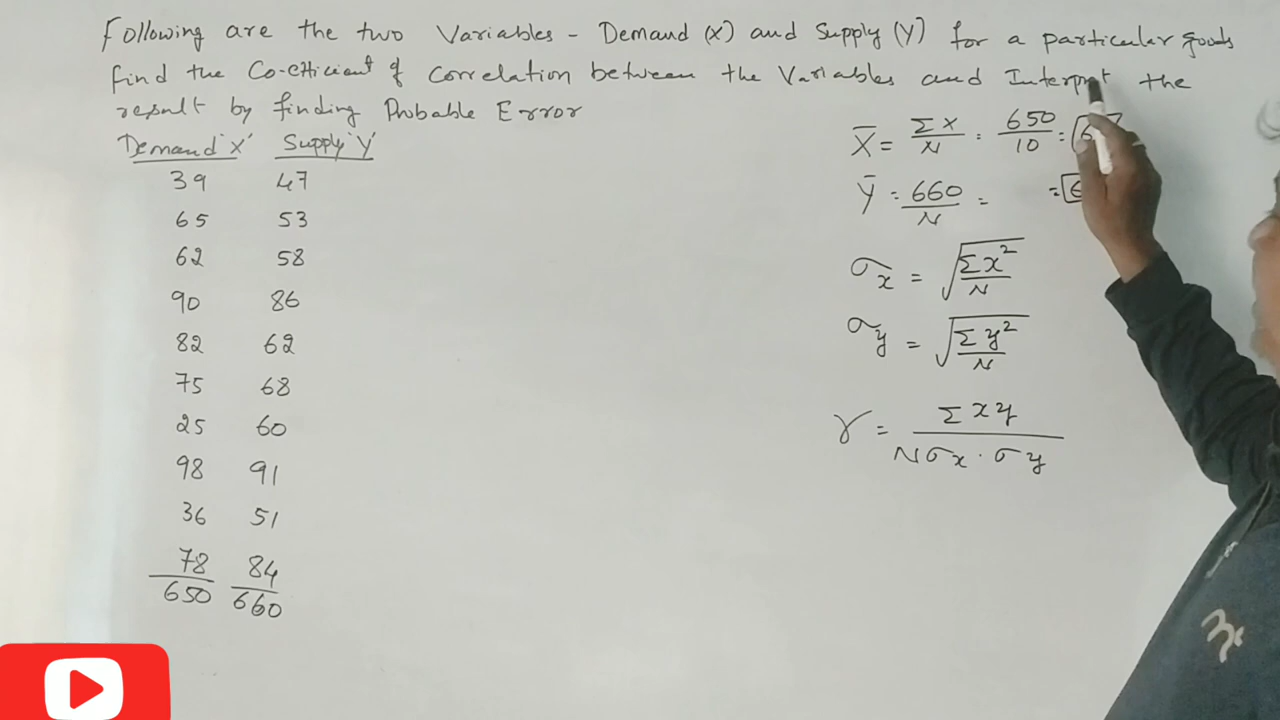 Following are the two Variables - Demand (X) and Supply (Y) for a particular goods
find the Co-efficient of Correlation between the Variables and Interpret the
result by finding Probable Error
Demand 'X' Supply 'Y'
39 47
65 53
62 58
90 86
82 62
75 68
25 60
98 91
36 51
78 84
650 660
X̄ = ΣX/N = 650/10 = 6
Ȳ = 660/N = = 6
σx = √Σx²/N
σy = √Σy²/N
r = Σxy / Nσx · σy